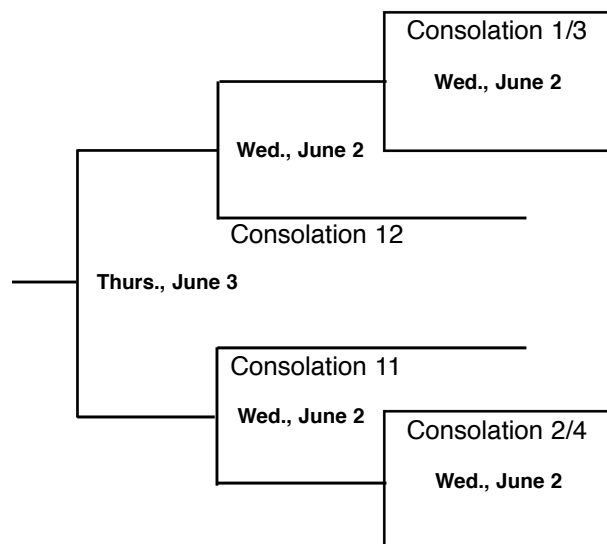 Consolation 1/3
Wed., June 2
Wed., June 2
Consolation 12
Thurs., June 3
Consolation 11
Wed., June 2
Consolation 2/4
Wed., June 2